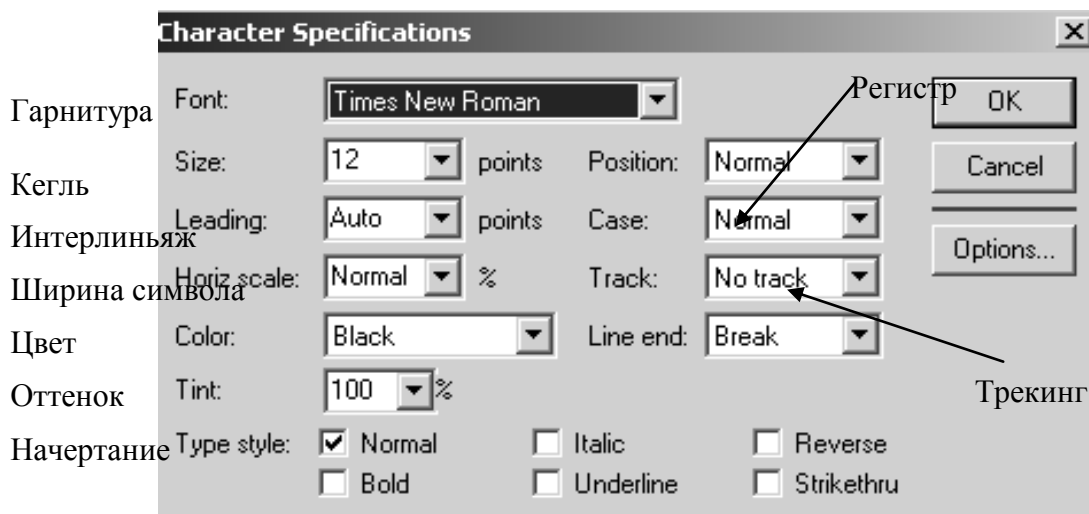 Character Specifications
Регистр
Гарнитура Font: Times New Roman OK
Кегль Size: 12 points Position: Normal Cancel
Интерлиньяж Leading: Auto points Case: Normal
Options...
Ширина символа Horiz scale: Normal % Track: No track
Цвет Color: Black Line end: Break
Оттенок Tint: 100 % Трекинг
Начертание Type style: Normal Italic Reverse
Bold Underline Strikethru